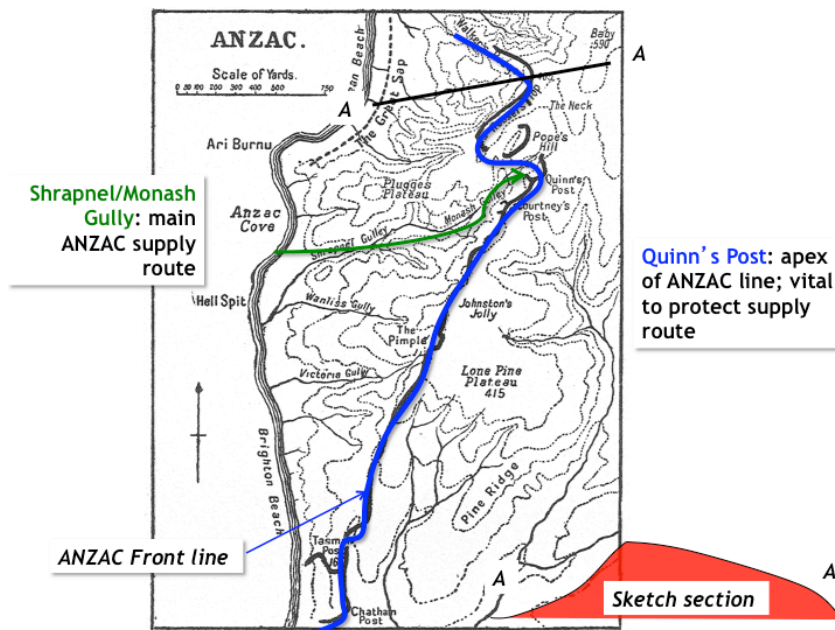 ANZAC.
Scale of Yards.
750
A
A
Baby
590
The Great Sap
The Neck
Ari Burnu
Pope's
Hill
Shrapnel/Monash
Gully: main
ANZAC supply
route
Plugges
Plateau
Quinn's
Post
Courtney's
Post
Anzac
Cove
Monash Gulley
Shrapnel Gulley
Quinn's Post: apex
of ANZAC line; vital
to protect supply
route
Hell Spit
Wanliss Gully
Johnston's
Jolly
The
Pimple
Victoria Gully
Lone Pine
Plateau
415
Brighton Beach
Pine Ridge
ANZAC Front line
Chatham
Post
A
A
Sketch section